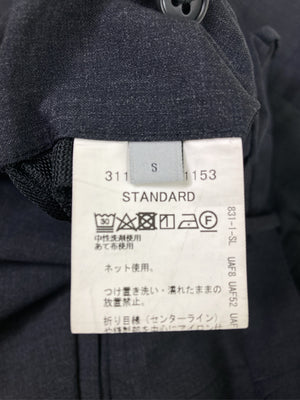 S
311 1153
STANDARD
30
F
中性洗剤使用
あて布使用
ネット使用。
つけ置き洗い・濡れたままの
放置禁止。
折り目線（センターライン）
831-1-SL UAF8 UAF52